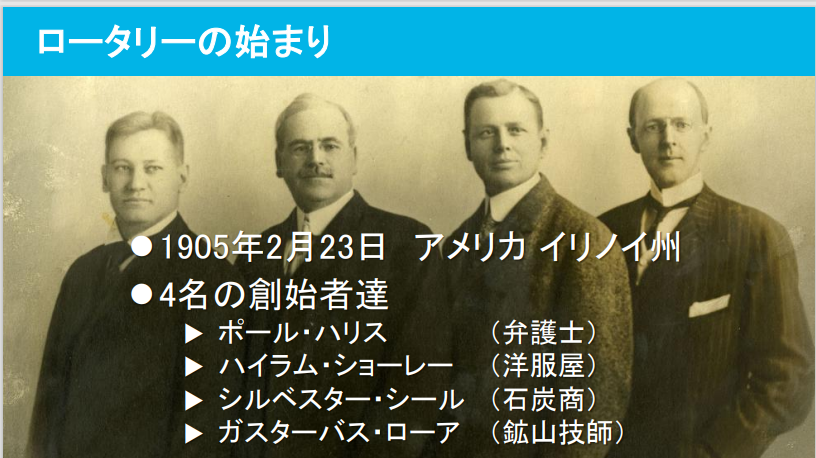 ロータリーの始まり
●1905年2月23日　アメリカ イリノイ州
●4名の創始者達
▶ ポール・ハリス　（弁護士）
▶ ハイラム・ショーレー　（洋服屋）
▶ シルベスター・シール　（石炭商）
▶ ガスターバス・ローア　（鉱山技師）